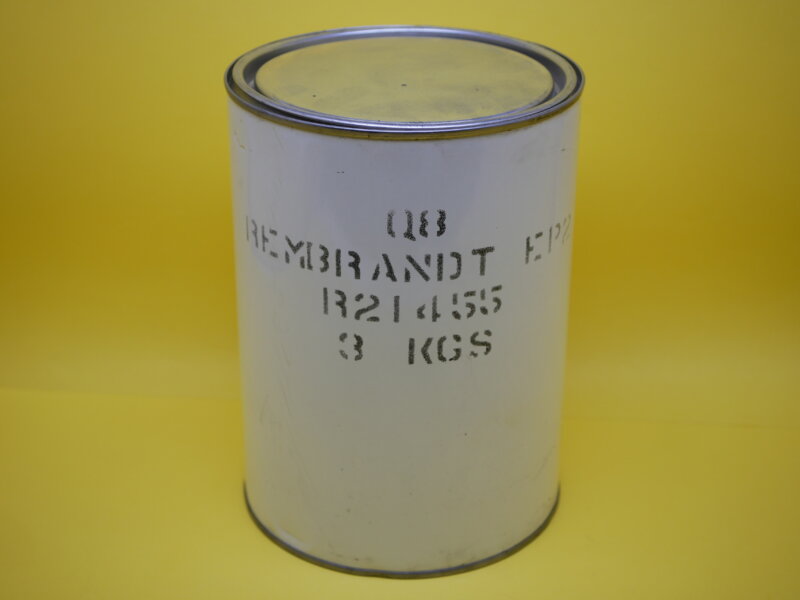 Q8
REMBRANDT EP2
R21455
3 KGS